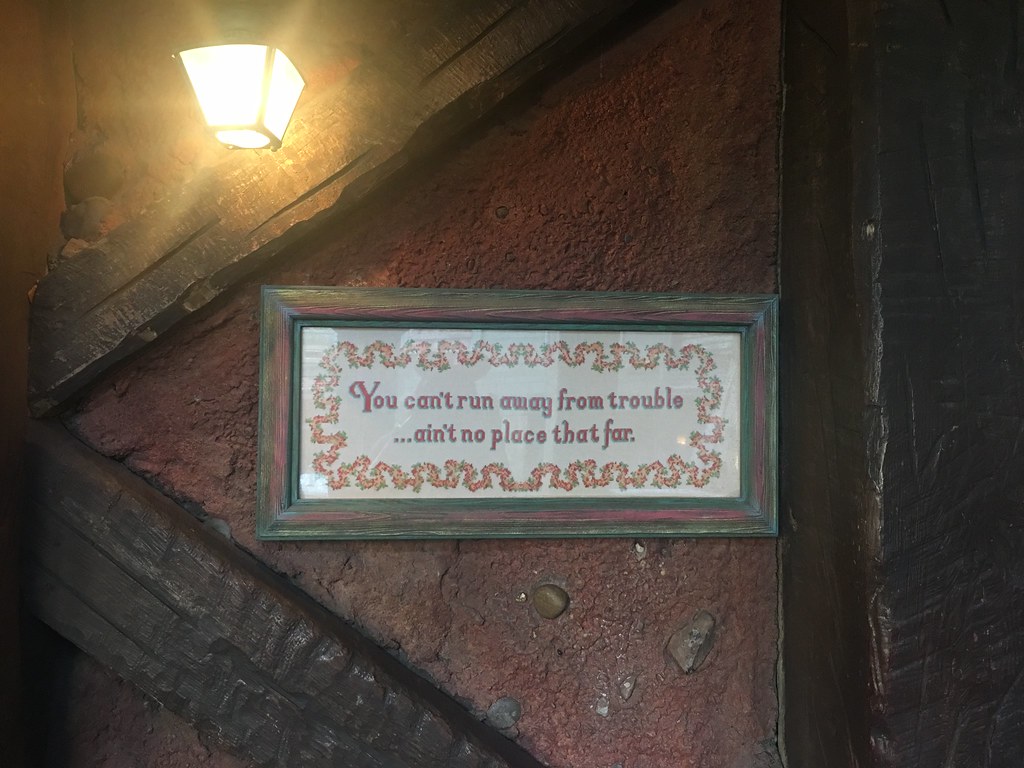 You can't run away from trouble
...ain't no place that far.